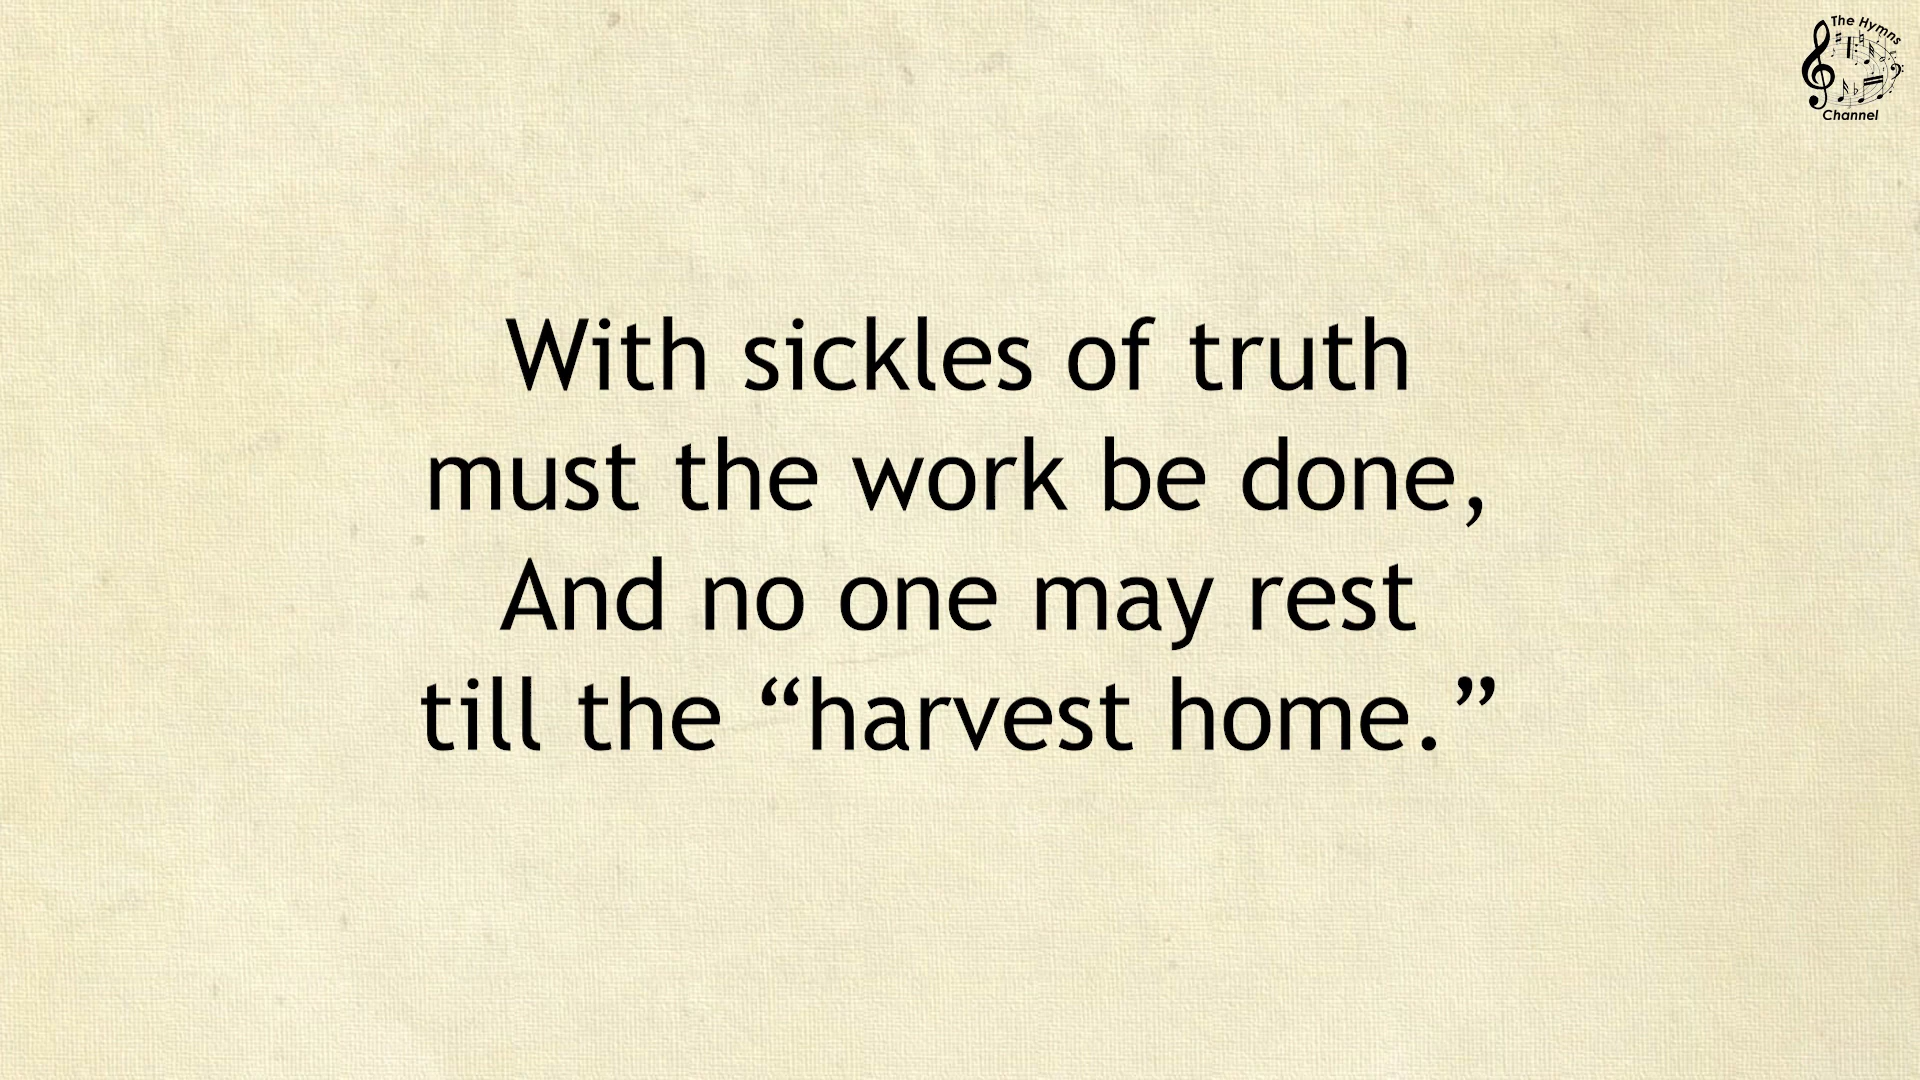 The Hymns
Channel
With sickles of truth
must the work be done,
And no one may rest
till the “harvest home.”